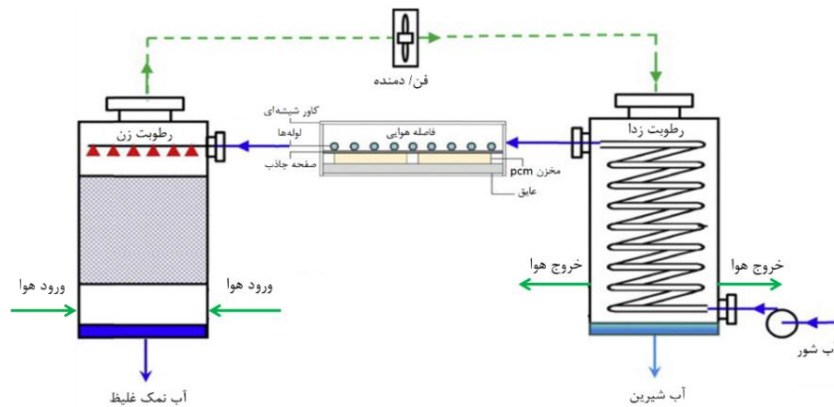 فن/ دمنده
رطوبت زن
کاور شیشه‌ای
لوله‌ها
صفحه جاذب
فاصله هوایی
مخزن pcm
عایق
رطوبت زدا
ورود هوا
ورود هوا
خروج هوا
خروج هوا
آب شور
آب نمک غلیظ
آب شیرین